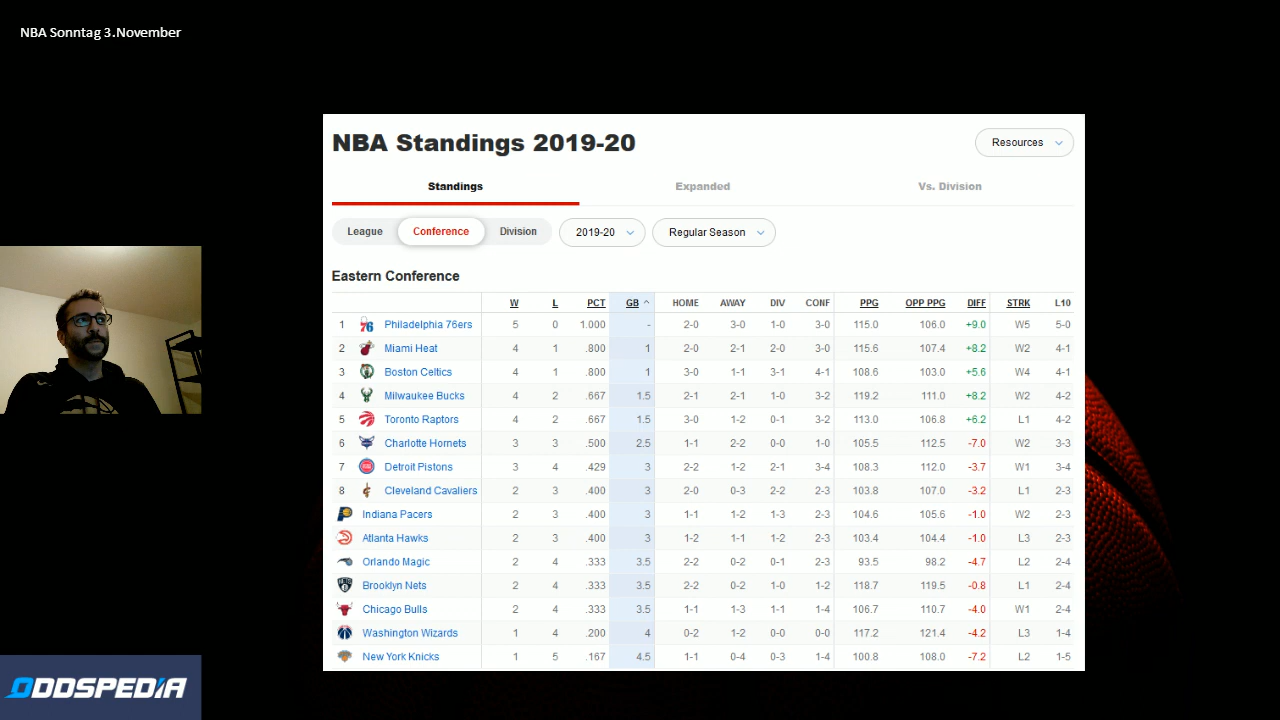 NBA Sonntag 3.November
NBA Standings 2019-20
Resources
Standings Expanded Vs. Division
League Conference Division 2019-20 Regular Season
Eastern Conference
W L PCT GB HOME AWAY DIV CONF PPG OPP PPG DIFF STRK L10
1 76 Philadelphia 76ers 5 0 1.000 - 2-0 3-0 1-0 3-0 115.0 106.0 +9.0 W5 5-0
2 Miami Heat 4 1 .800 1 2-0 2-1 2-0 3-0 115.6 107.4 +8.2 W2 4-1
3 Boston Celtics 4 1 .800 1 3-0 1-1 3-1 4-1 108.6 103.0 +5.6 W4 4-1
4 Milwaukee Bucks 4 2 .667 1.5 2-1 2-1 1-0 3-2 119.2 111.0 +8.2 W2 4-2
5 Toronto Raptors 4 2 .667 1.5 3-0 1-2 0-1 3-2 113.0 106.8 +6.2 L1 4-2
6 Charlotte Hornets 3 3 .500 2.5 1-1 2-2 0-0 1-0 105.5 112.5 -7.0 W2 3-3
7 Detroit Pistons 3 4 .429 3 2-2 1-2 2-1 3-4 108.3 112.0 -3.7 W1 3-4
8 Cleveland Cavaliers 2 3 .400 3 2-0 0-3 2-2 2-3 103.8 107.0 -3.2 L1 2-3
Indiana Pacers 2 3 .400 3 1-1 1-2 1-3 2-3 104.6 105.6 -1.0 W2 2-3
Atlanta Hawks 2 3 .400 3 1-2 1-1 1-2 2-3 103.4 104.4 -1.0 L3 2-3
Orlando Magic 2 4 .333 3.5 2-2 0-2 0-1 2-3 93.5 98.2 -4.7 L2 2-4
Brooklyn Nets 2 4 .333 3.5 2-2 0-2 1-0 1-2 118.7 119.5 -0.8 L1 2-4
Chicago Bulls 2 4 .333 3.5 1-1 1-3 1-1 1-4 106.7 110.7 -4.0 W1 2-4
Washington Wizards 1 4 .200 4 0-2 1-2 0-0 0-0 117.2 121.4 -4.2 L3 1-4
New York Knicks 1 5 .167 4.5 1-1 0-4 0-3 1-4 100.8 108.0 -7.2 L2 1-5
ODDSPEDIA